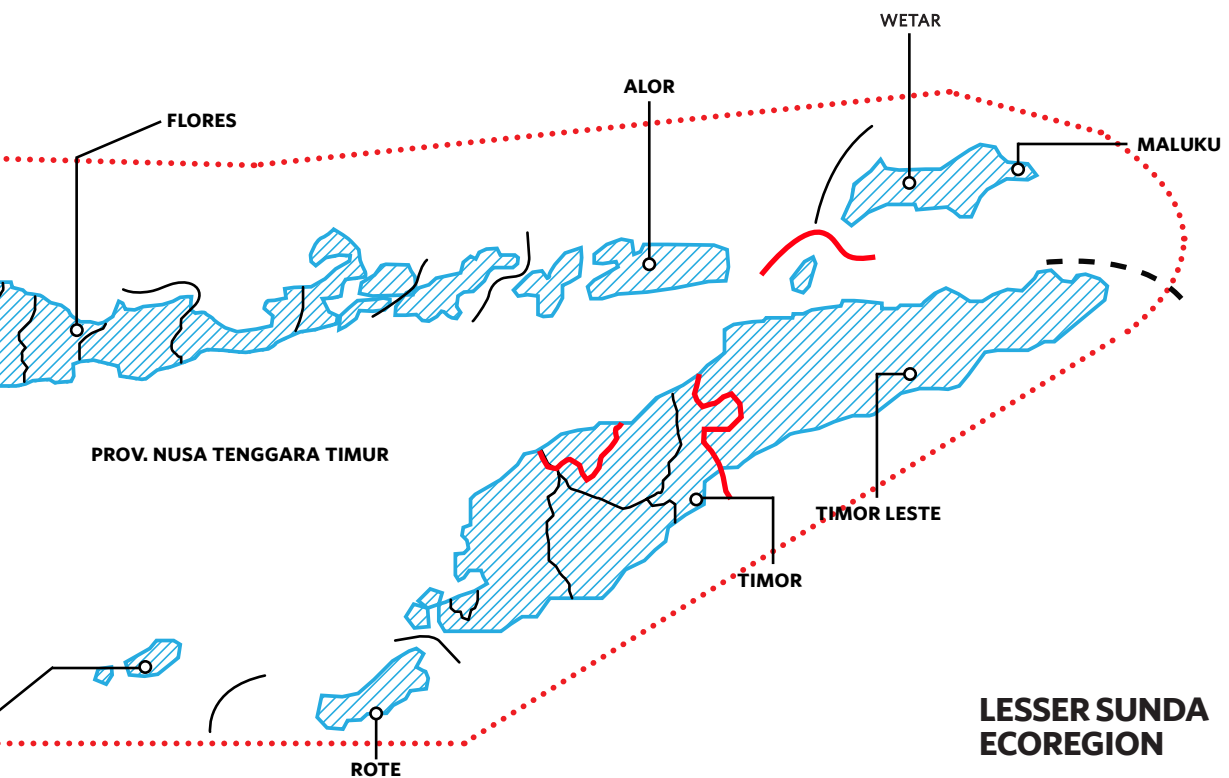 WETAR
ALOR
FLORES
MALUKU
PROV. NUSA TENGGARA TIMUR
TIMOR LESTE
TIMOR
LESSER SUNDA
ECOREGION
ROTE